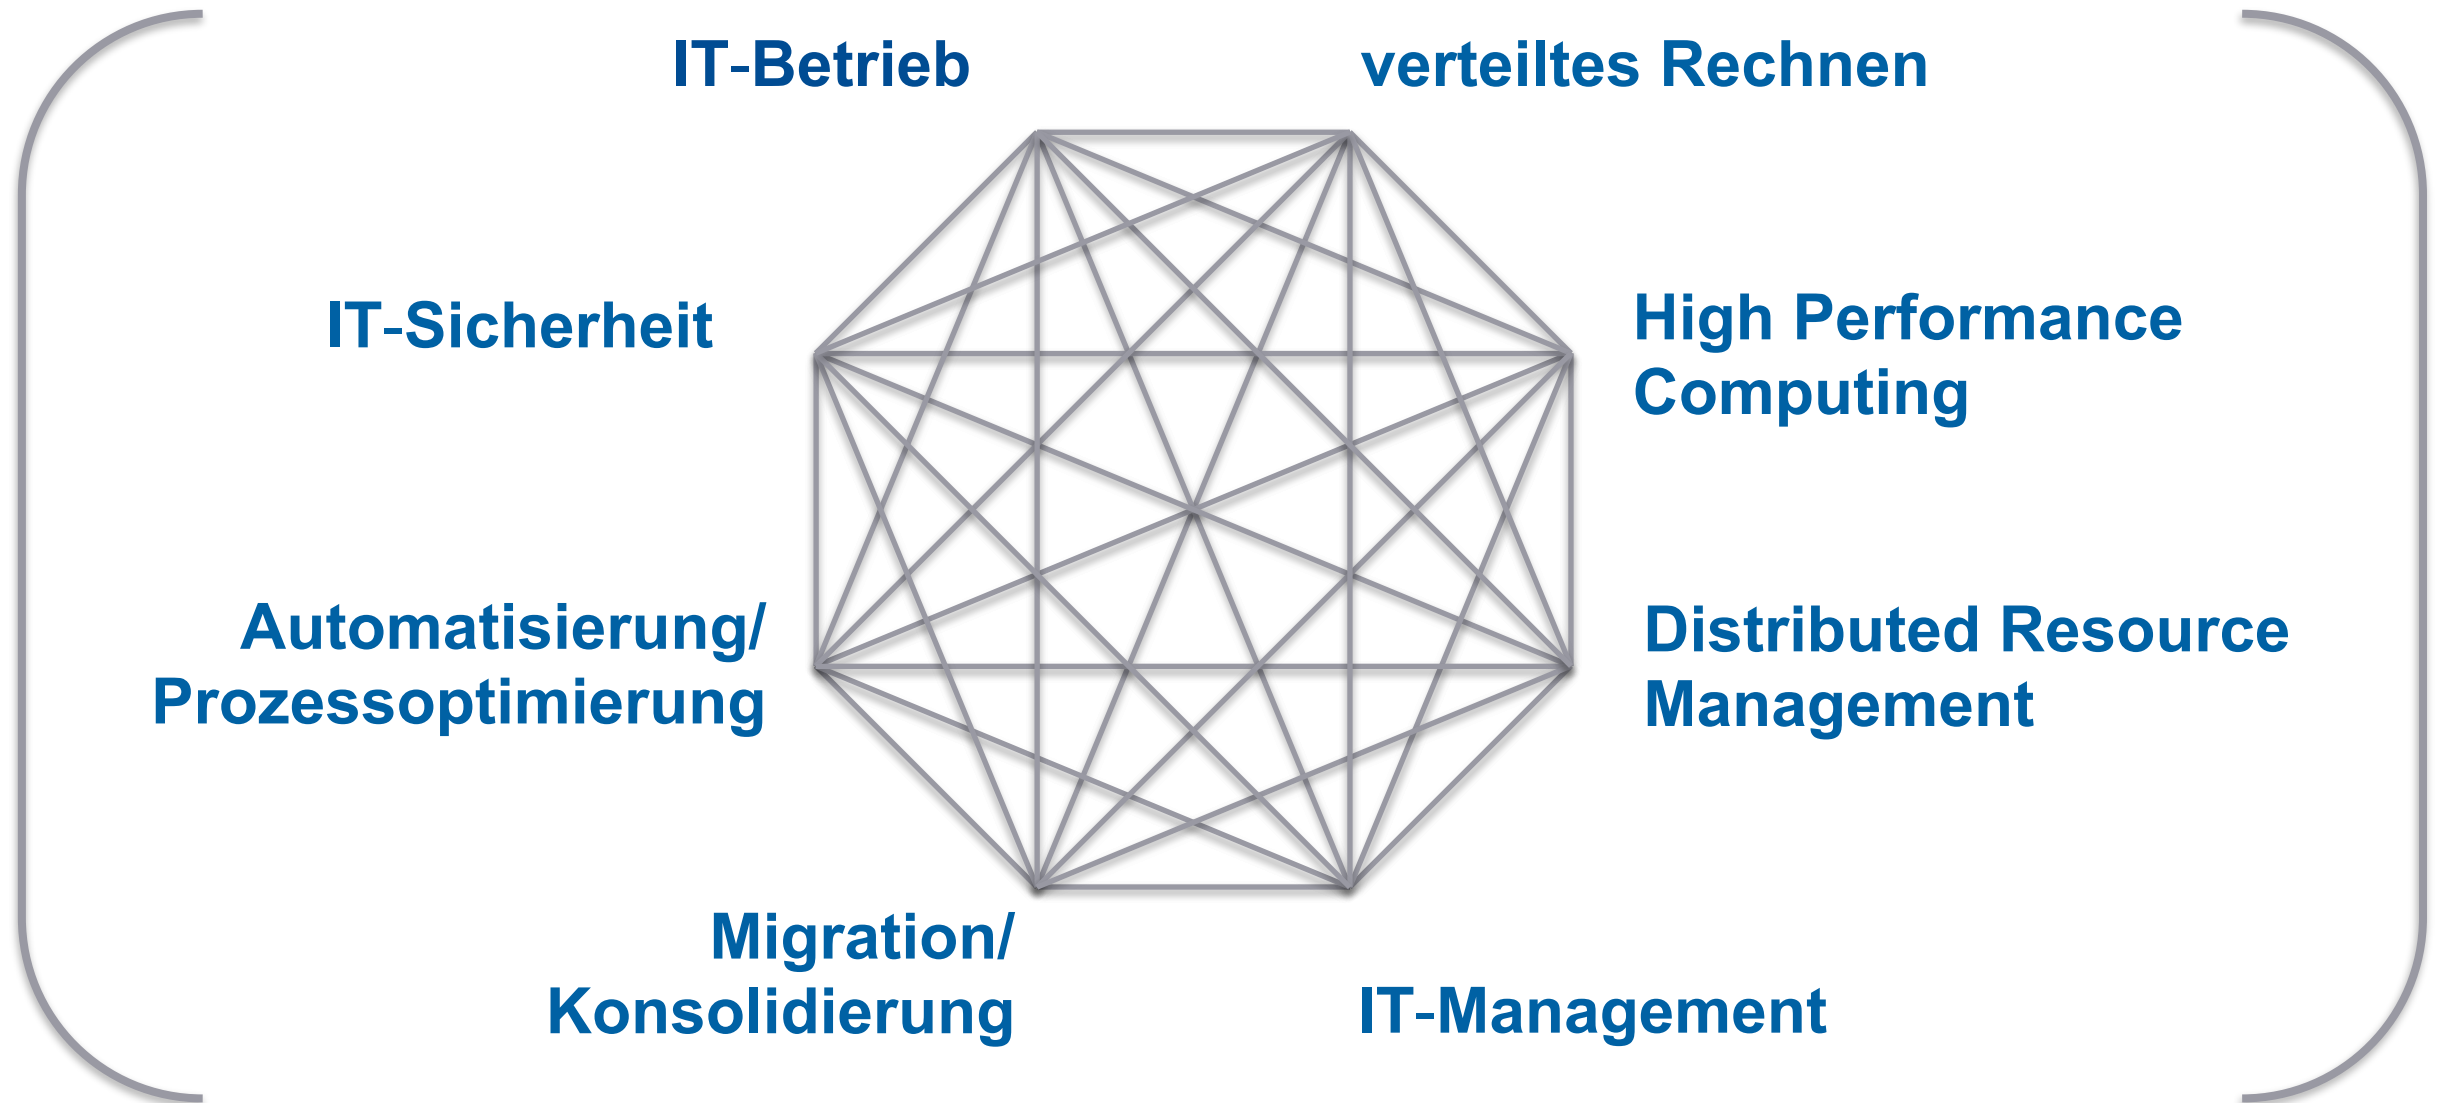 IT-Betrieb
verteiltes Rechnen
IT-Sicherheit
High Performance
Computing
Automatisierung/
Prozessoptimierung
Distributed Resource
Management
Migration/
Konsolidierung
IT-Management